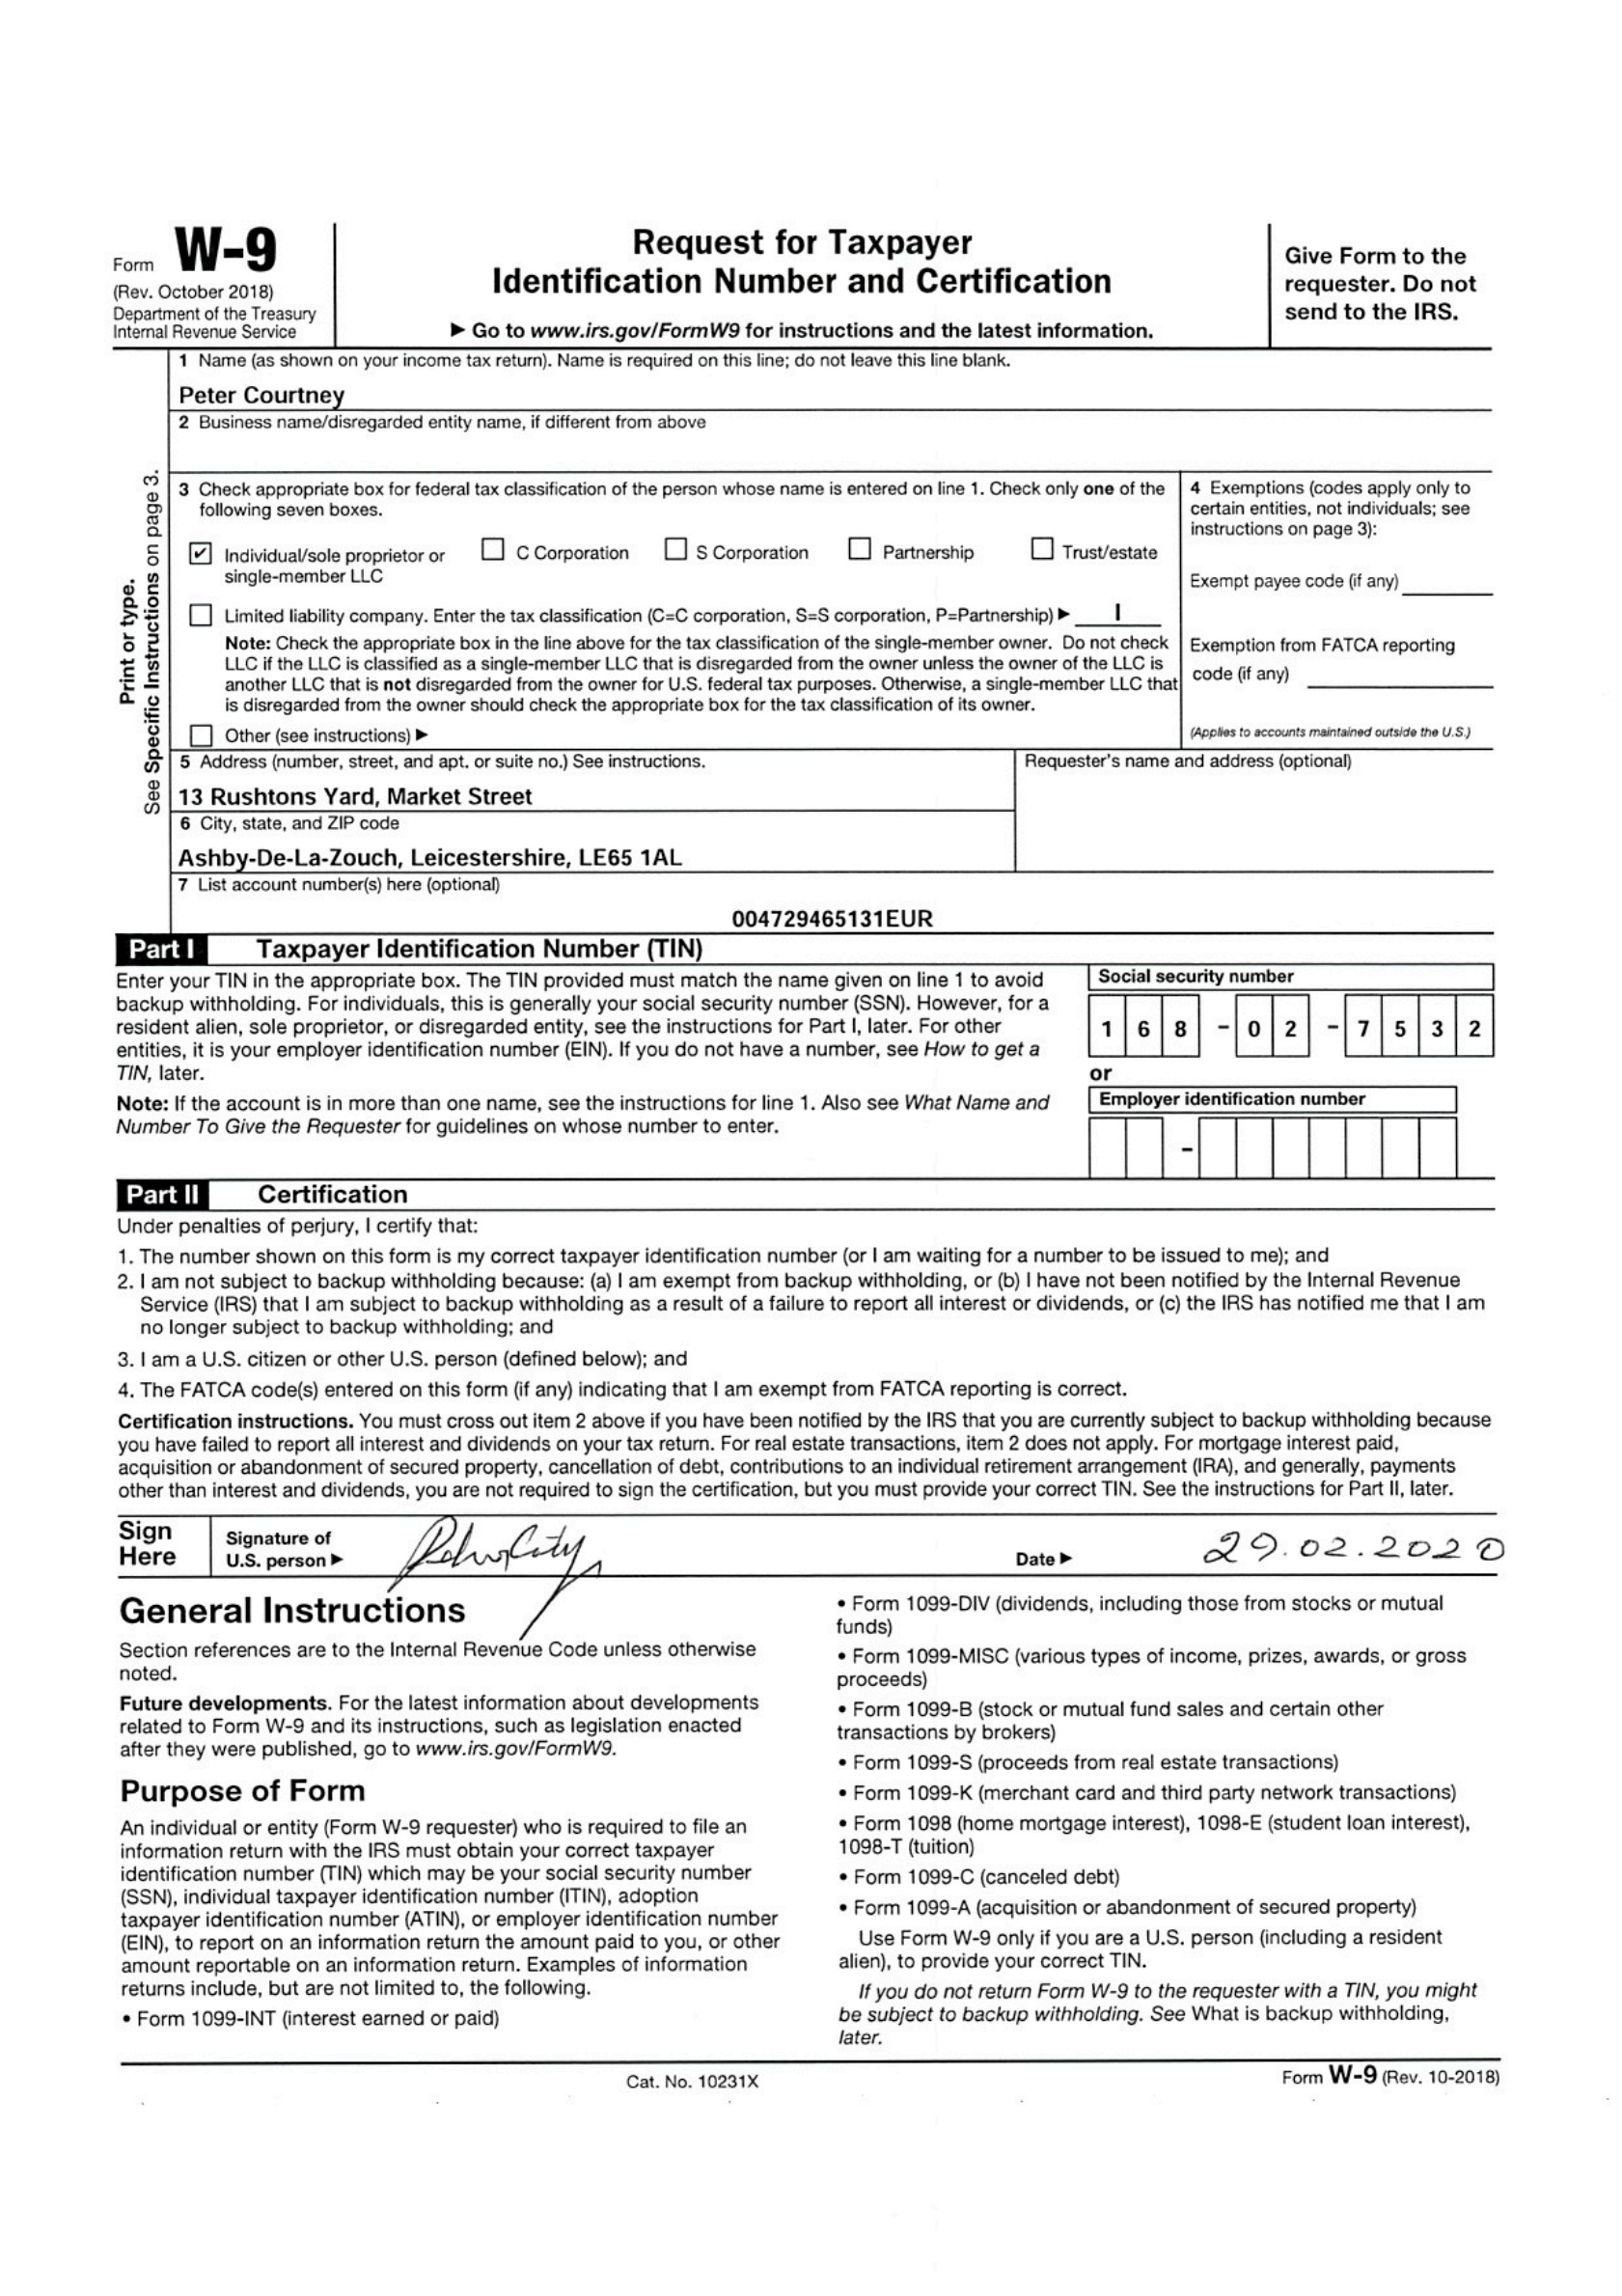 Form W-9
(Rev. October 2018)
Department of the Treasury
Internal Revenue Service
Request for Taxpayer
Identification Number and Certification
▶ Go to www.irs.gov/FormW9 for instructions and the latest information.
Give Form to the
requester. Do not
send to the IRS.
Print or type.
See Specific Instructions on page 3.
1 Name (as shown on your income tax return). Name is required on this line; do not leave this line blank.
Peter Courtney
2 Business name/disregarded entity name, if different from above
3 Check appropriate box for federal tax classification of the person whose name is entered on line 1. Check only one of the
following seven boxes.
Individual/sole proprietor or
single-member LLC
C Corporation
S Corporation
Partnership
Trust/estate
Limited liability company. Enter the tax classification (C=C corporation, S=S corporation, P=Partnership) ▶ I
Note: Check the appropriate box in the line above for the tax classification of the single-member owner. Do not check
LLC if the LLC is classified as a single-member LLC that is disregarded from the owner unless the owner of the LLC is
another LLC that is not disregarded from the owner for U.S. federal tax purposes. Otherwise, a single-member LLC that
is disregarded from the owner should check the appropriate box for the tax classification of its owner.
Other (see instructions) ▶
4 Exemptions (codes apply only to
certain entities, not individuals; see
instructions on page 3):
Exempt payee code (if any)
Exemption from FATCA reporting
code (if any)
(Applies to accounts maintained outside the U.S.)
5 Address (number, street, and apt. or suite no.) See instructions.
13 Rushtons Yard, Market Street
Requester's name and address (optional)
6 City, state, and ZIP code
Ashby-De-La-Zouch, Leicestershire, LE65 1AL
7 List account number(s) here (optional)
004729465131EUR
Part I Taxpayer Identification Number (TIN)
Enter your TIN in the appropriate box. The TIN provided must match the name given on line 1 to avoid
backup withholding. For individuals, this is generally your social security number (SSN). However, for a
resident alien, sole proprietor, or disregarded entity, see the instructions for Part I, later. For other
entities, it is your employer identification number (EIN). If you do not have a number, see How to get a
TIN, later.
Note: If the account is in more than one name, see the instructions for line 1. Also see What Name and
Number To Give the Requester for guidelines on whose number to enter.
Social security number
1 6 8 - 0 2 - 7 5 3 2
or
Employer identification number
-
Part II Certification
Under penalties of perjury, I certify that:
1. The number shown on this form is my correct taxpayer identification number (or I am waiting for a number to be issued to me); and
2. I am not subject to backup withholding because: (a) I am exempt from backup withholding, or (b) I have not been notified by the Internal Revenue
Service (IRS) that I am subject to backup withholding as a result of a failure to report all interest or dividends, or (c) the IRS has notified me that I am
no longer subject to backup withholding; and
3. I am a U.S. citizen or other U.S. person (defined below); and
4. The FATCA code(s) entered on this form (if any) indicating that I am exempt from FATCA reporting is correct.
Certification instructions. You must cross out item 2 above if you have been notified by the IRS that you are currently subject to backup withholding because
you have failed to report all interest and dividends on your tax return. For real estate transactions, item 2 does not apply. For mortgage interest paid,
acquisition or abandonment of secured property, cancellation of debt, contributions to an individual retirement arrangement (IRA), and generally, payments
other than interest and dividends, you are not required to sign the certification, but you must provide your correct TIN. See the instructions for Part II, later.
Sign
Here
Signature of
U.S. person ▶
Date ▶ 29.02.2020
General Instructions
Section references are to the Internal Revenue Code unless otherwise
noted.
Future developments. For the latest information about developments
related to Form W-9 and its instructions, such as legislation enacted
after they were published, go to www.irs.gov/FormW9.
Purpose of Form
An individual or entity (Form W-9 requester) who is required to file an
information return with the IRS must obtain your correct taxpayer
identification number (TIN) which may be your social security number
(SSN), individual taxpayer identification number (ITIN), adoption
taxpayer identification number (ATIN), or employer identification number
(EIN), to report on an information return the amount paid to you, or other
amount reportable on an information return. Examples of information
returns include, but are not limited to, the following.
• Form 1099-INT (interest earned or paid)
• Form 1099-DIV (dividends, including those from stocks or mutual
funds)
• Form 1099-MISC (various types of income, prizes, awards, or gross
proceeds)
• Form 1099-B (stock or mutual fund sales and certain other
transactions by brokers)
• Form 1099-S (proceeds from real estate transactions)
• Form 1099-K (merchant card and third party network transactions)
• Form 1098 (home mortgage interest), 1098-E (student loan interest),
1098-T (tuition)
• Form 1099-C (canceled debt)
• Form 1099-A (acquisition or abandonment of secured property)
Use Form W-9 only if you are a U.S. person (including a resident
alien), to provide your correct TIN.
If you do not return Form W-9 to the requester with a TIN, you might
be subject to backup withholding. See What is backup withholding,
later.
Cat. No. 10231X
Form W-9 (Rev. 10-2018)